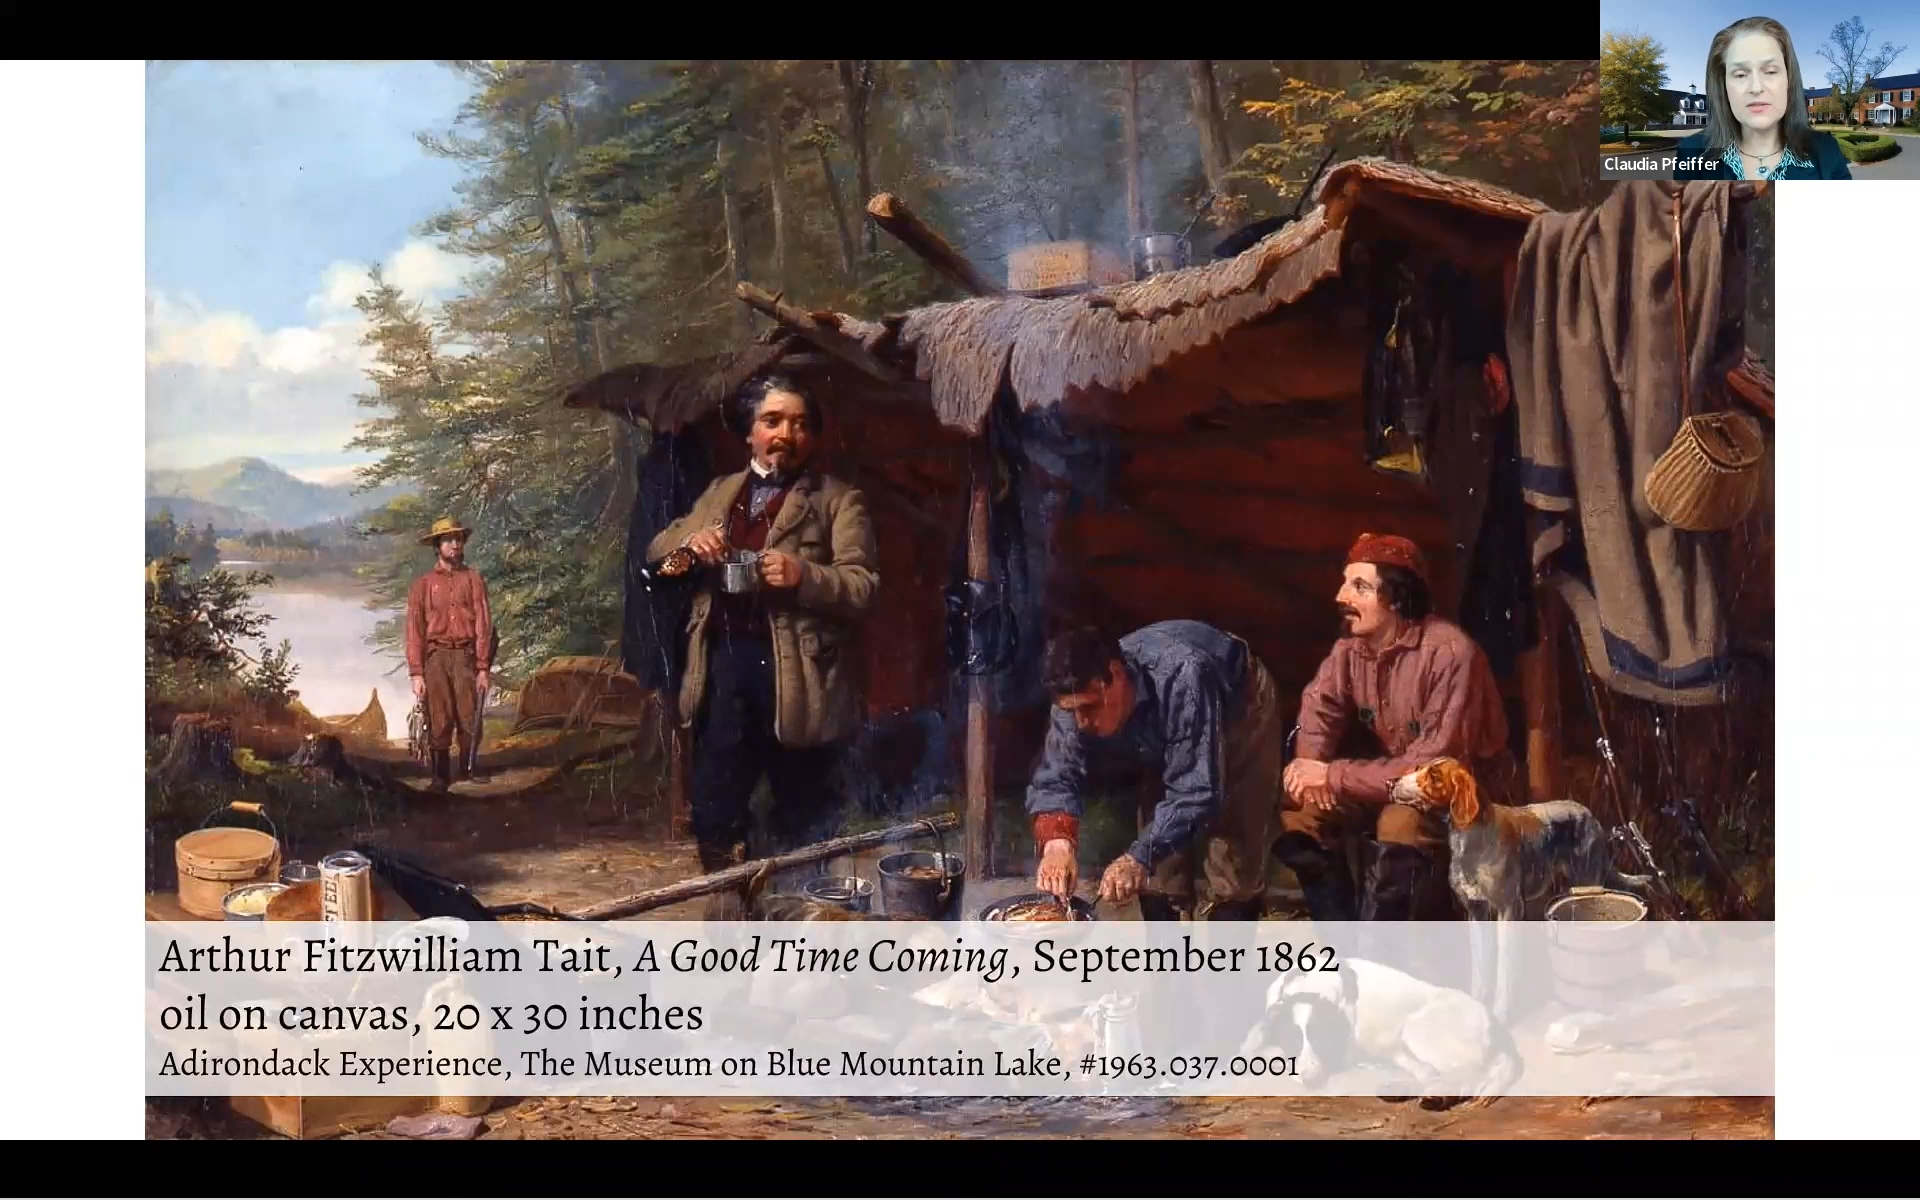 Claudia Pfeiffer
Arthur Fitzwilliam Tait, A Good Time Coming, September 1862
oil on canvas, 20 x 30 inches
Adirondack Experience, The Museum on Blue Mountain Lake, #1963.037.0001